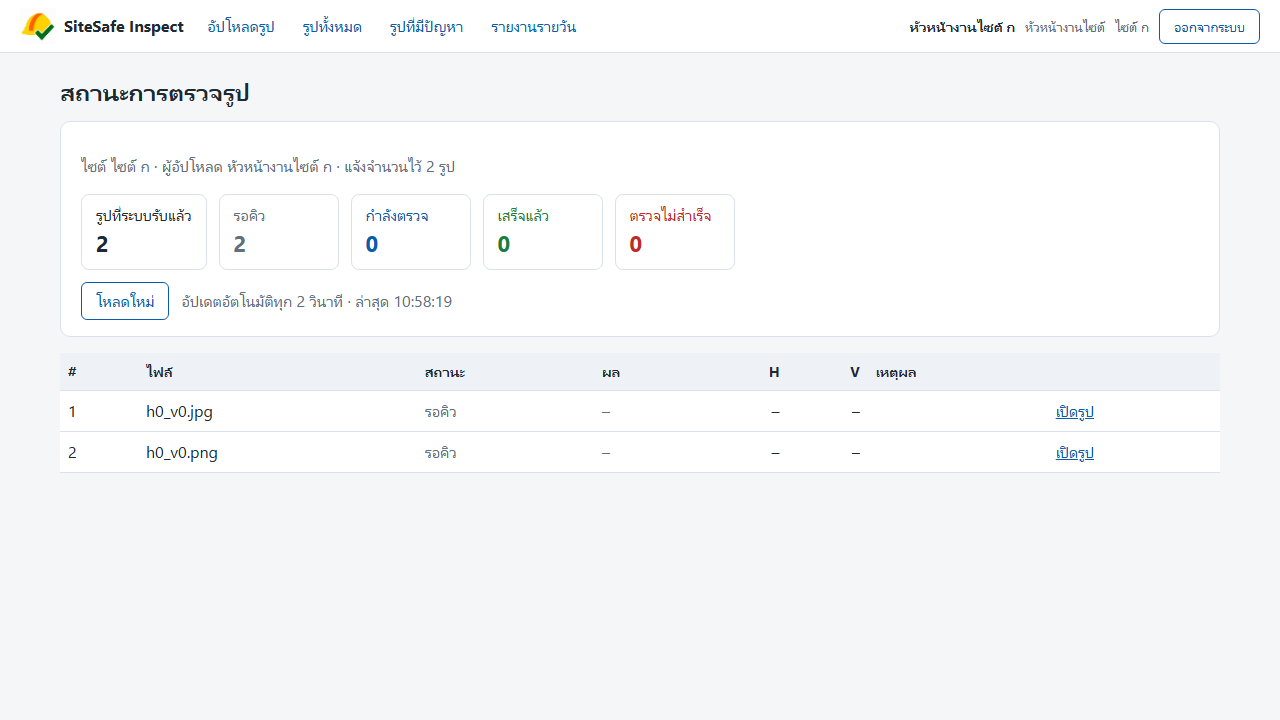 SiteSafe Inspect อัปโหลดรูป รูปทั้งหมด รูปที่มีปัญหา รายงานรายวัน หัวหน้างานไซต์ ก หัวหน้างานไซต์ ไซต์ ก ออกจากระบบ
สถานะการตรวจรูป
ไซต์ ไซต์ ก · ผู้อัปโหลด หัวหน้างานไซต์ ก · แจ้งจำนวนไว้ 2 รูป
รูปที่ระบบรับแล้ว รอคิว กำลังตรวจ เสร็จแล้ว ตรวจไม่สำเร็จ
2 2 0 0 0
โหลดใหม่ อัปเดตอัตโนมัติทุก 2 วินาที · ล่าสุด 10:58:19
# ไฟล์ สถานะ ผล H V เหตุผล
1 h0_v0.jpg รอคิว – – – เปิดรูป
2 h0_v0.png รอคิว – – – เปิดรูป